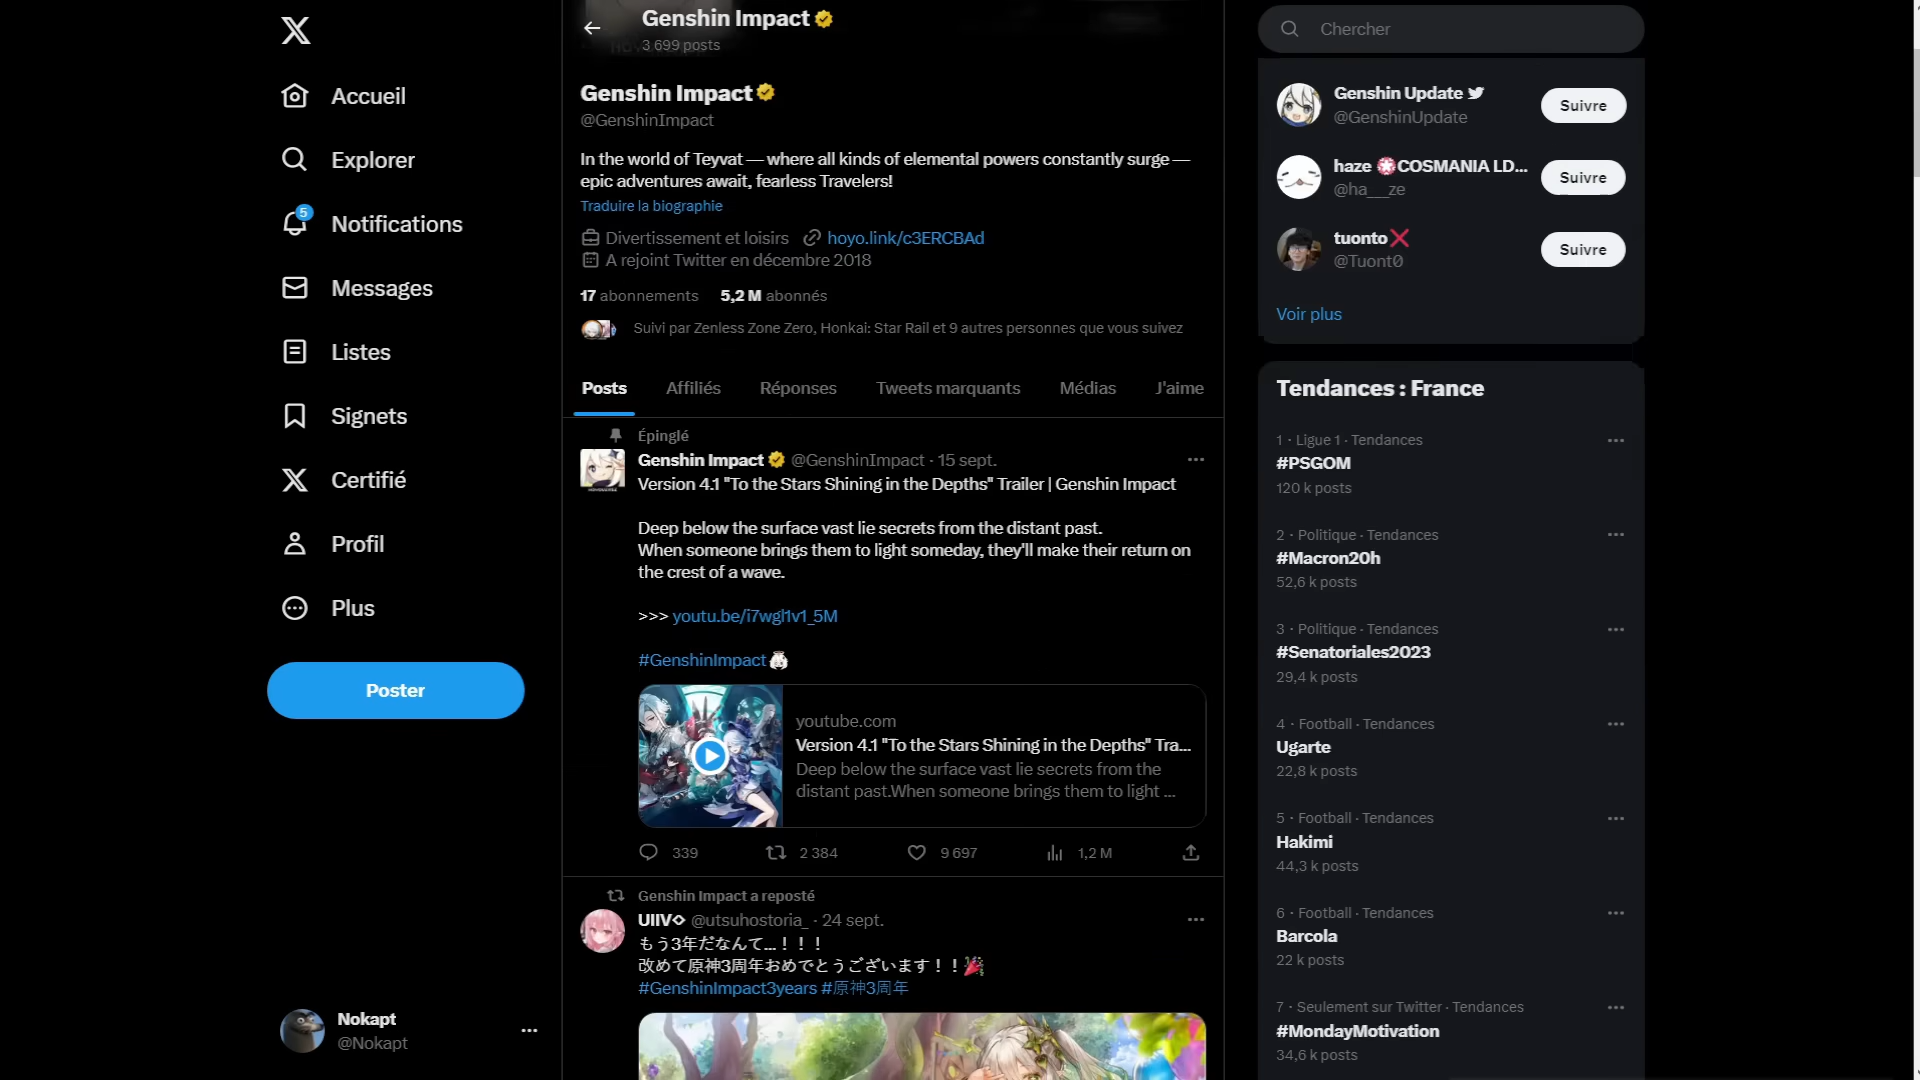 Accueil
Explorer
5
Notifications
Messages
Listes
Signets
Certifié
Profil
Plus
Poster
Nokapt
@Nokapt
Genshin Impact
3 699 posts
Genshin Impact
@GenshinImpact
In the world of Teyvat — where all kinds of elemental powers constantly surge —
epic adventures await, fearless Travelers!
Traduire la biographie
Divertissement et loisirs hoyo.link/c3ERCBAd
A rejoint Twitter en décembre 2018
17 abonnements 5,2 M abonnés
Suivi par Zenless Zone Zero, Honkai: Star Rail et 9 autres personnes que vous suivez
Posts Affiliés Réponses Tweets marquants Médias J'aime
Épinglé
Genshin Impact @GenshinImpact · 15 sept.
Version 4.1 "To the Stars Shining in the Depths" Trailer | Genshin Impact
Deep below the surface vast lie secrets from the distant past.
When someone brings them to light someday, they'll make their return on
the crest of a wave.
>>> youtu.be/i7wgl1v1_5M
#GenshinImpact
youtube.com
Version 4.1 "To the Stars Shining in the Depths" Tra...
Deep below the surface vast lie secrets from the
distant past.When someone brings them to light ...
339 2 384 9 697 1,2 M
Genshin Impact a reposté
UIIV◇ @utsuhostoria_ · 24 sept.
もう3年だなんて...！！！
改めて原神3周年おめでとうございます！！🎉
#GenshinImpact3years #原神3周年
Chercher
Genshin Update
@GenshinUpdate
Suivre
haze COSMANIA LD...
@ha___ze
Suivre
tuonto❌
@Tuont0
Suivre
Voir plus
Tendances : France
1 · Ligue 1 · Tendances
#PSGOM
120 k posts
2 · Politique · Tendances
#Macron20h
52,6 k posts
3 · Politique · Tendances
#Senatoriales2023
29,4 k posts
4 · Football · Tendances
Ugarte
22,8 k posts
5 · Football · Tendances
Hakimi
44,3 k posts
6 · Football · Tendances
Barcola
22 k posts
7 · Seulement sur Twitter · Tendances
#MondayMotivation
34,6 k posts